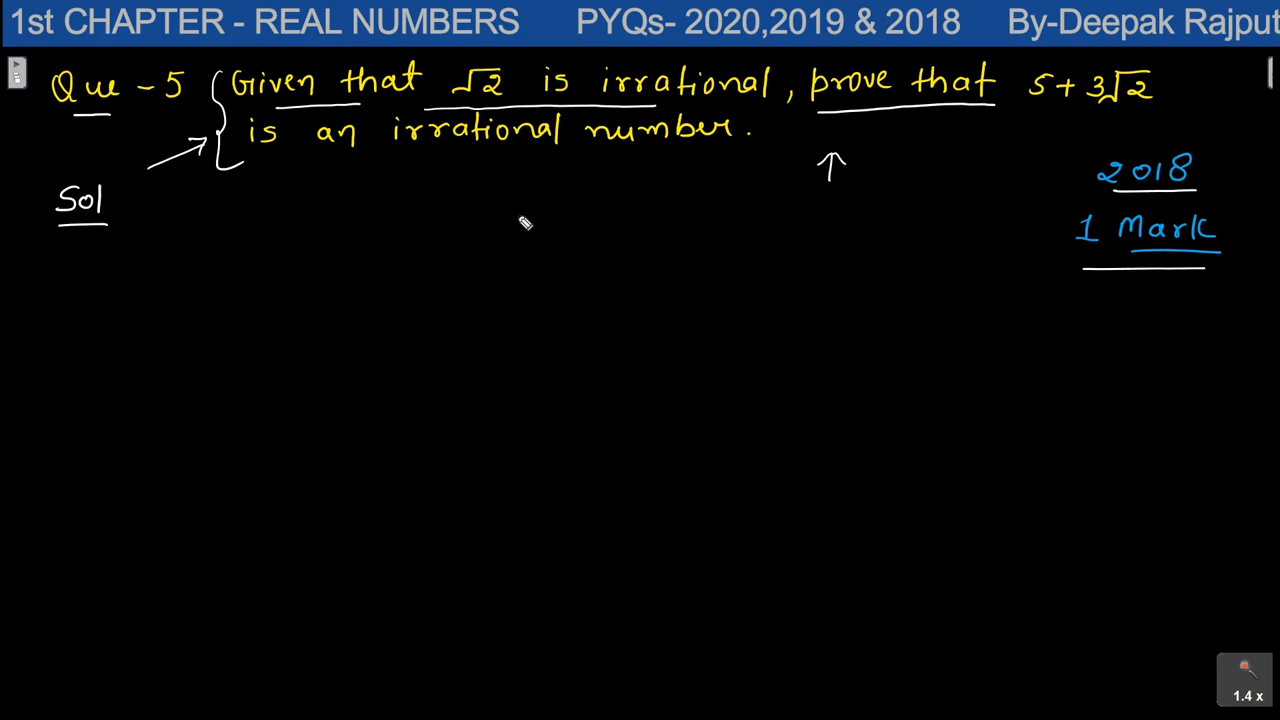 1st CHAPTER - REAL NUMBERS PYQs- 2020,2019 & 2018 By-Deepak Rajput
Que - 5 Given that √2 is irrational, prove that 5 + 3√2
is an irrational number.
2018
Sol
1 Mark
1.4 x